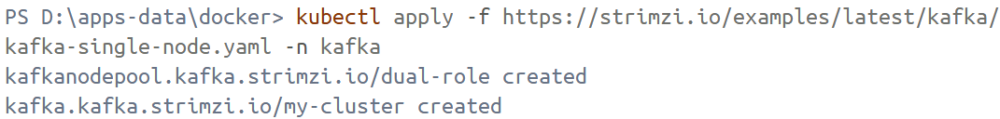 PS D:\apps-data\docker> kubectl apply -f https://strimzi.io/examples/latest/kafka/
kafka-single-node.yaml -n kafka
kafkanodepool.kafka.strimzi.io/dual-role created
kafka.kafka.strimzi.io/my-cluster created